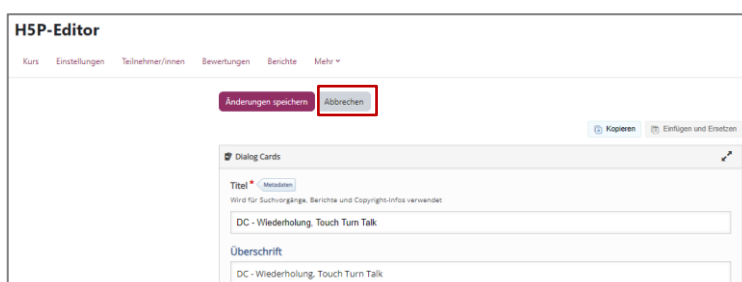 H5P-Editor
Kurs Einstellungen Teilnehmer/innen Bewertungen Berichte Mehr
Änderungen speichern Abbrechen
Kopieren Einfügen und Ersetzen
Dialog Cards
Titel * Metadaten
Wird für Suchvorgänge, Berichte und Copyright-Infos verwendet
DC - Wiederholung, Touch Turn Talk
Überschrift
DC - Wiederholung, Touch Turn Talk